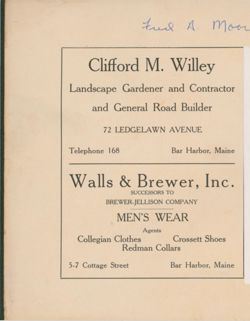 Fred A Moor
Clifford M. Willey
Landscape Gardener and Contractor
and General Road Builder
72 LEDGELAWN AVENUE
Telephone 168 Bar Harbor, Maine
Walls & Brewer, Inc.
SUCCESSORS TO
BREWER-JELLISON COMPANY
MEN'S WEAR
Agents
Collegian Clothes Crossett Shoes
Redman Collars
5-7 Cottage Street Bar Harbor, Maine